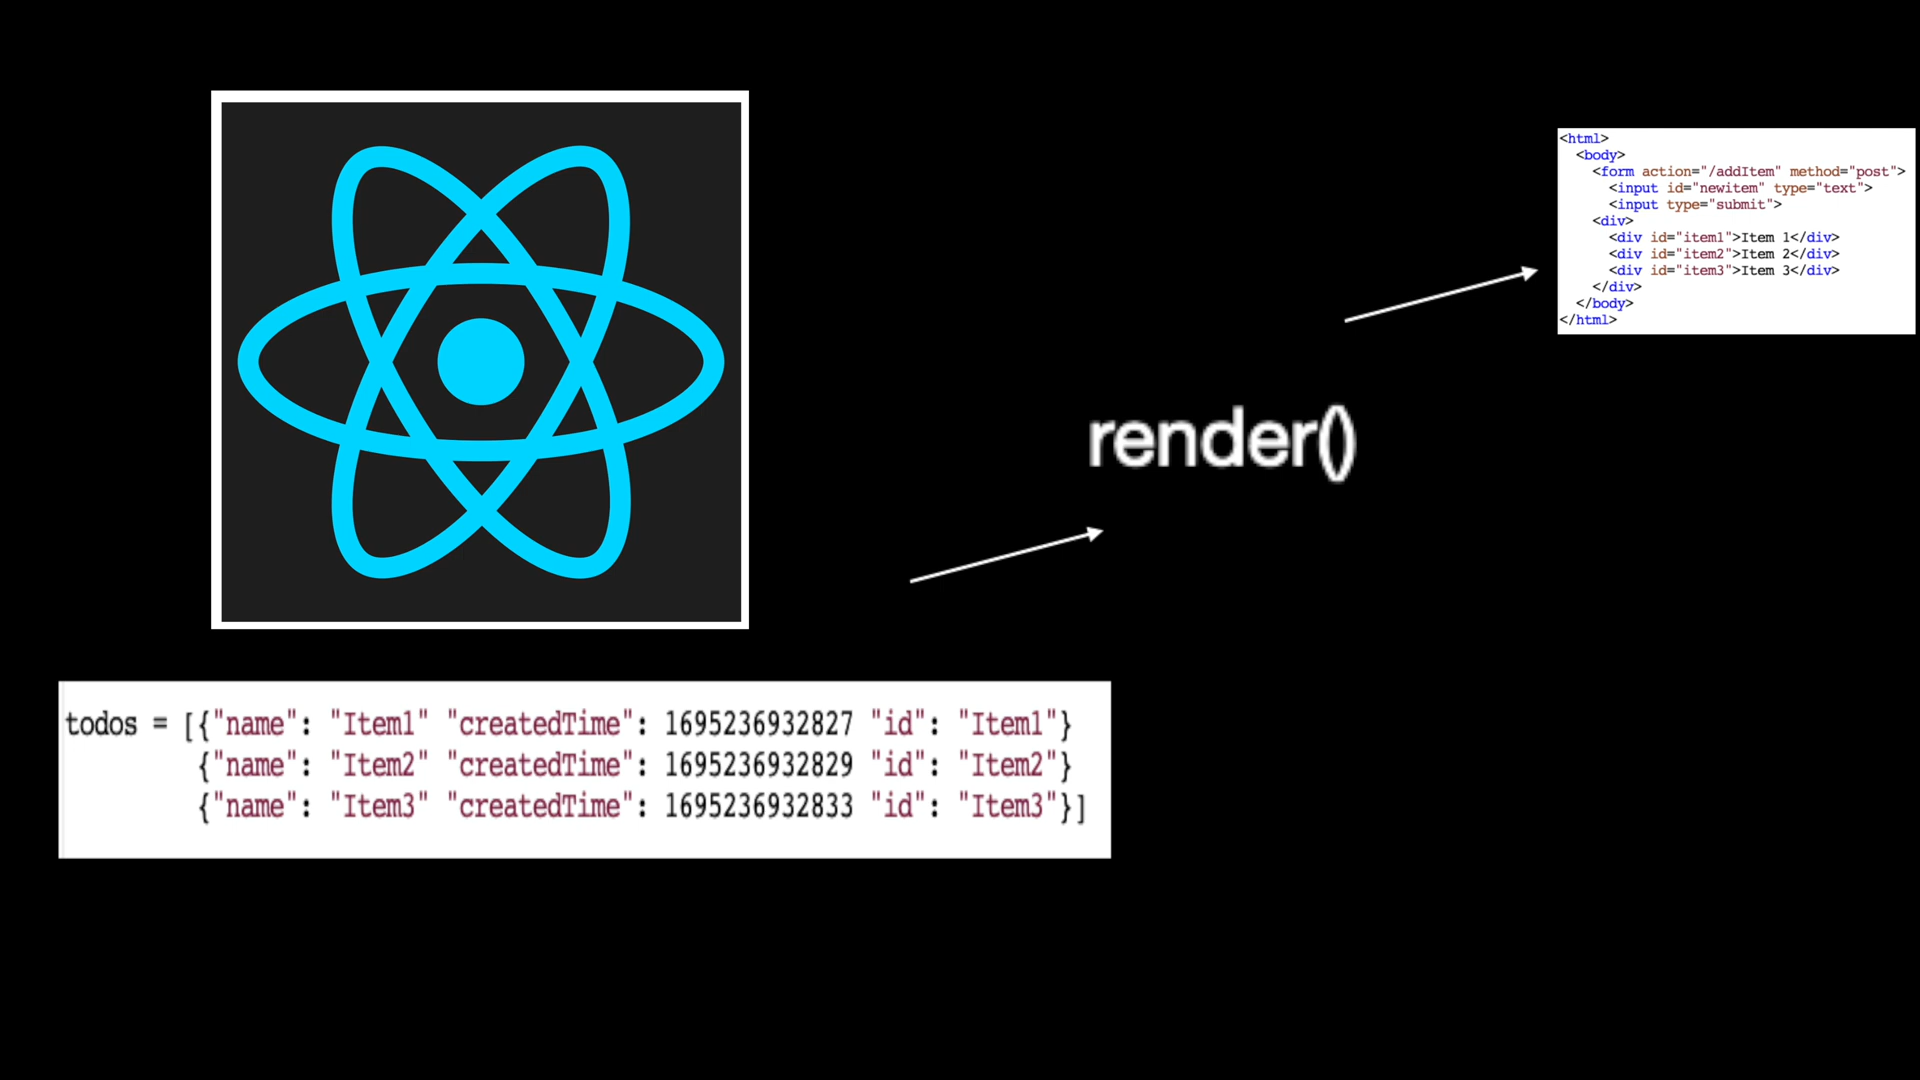 <html>
<body>
<form action="/addItem" method="post">
<input id="newitem" type="text">
<input type="submit">
<div>
<div id="item1">Item 1</div>
<div id="item2">Item 2</div>
<div id="item3">Item 3</div>
</div>
</body>
</html>
render()
todos = [{"name": "Item1" "createdTime": 1695236932827 "id": "Item1"}
{"name": "Item2" "createdTime": 1695236932829 "id": "Item2"}
{"name": "Item3" "createdTime": 1695236932833 "id": "Item3"}]